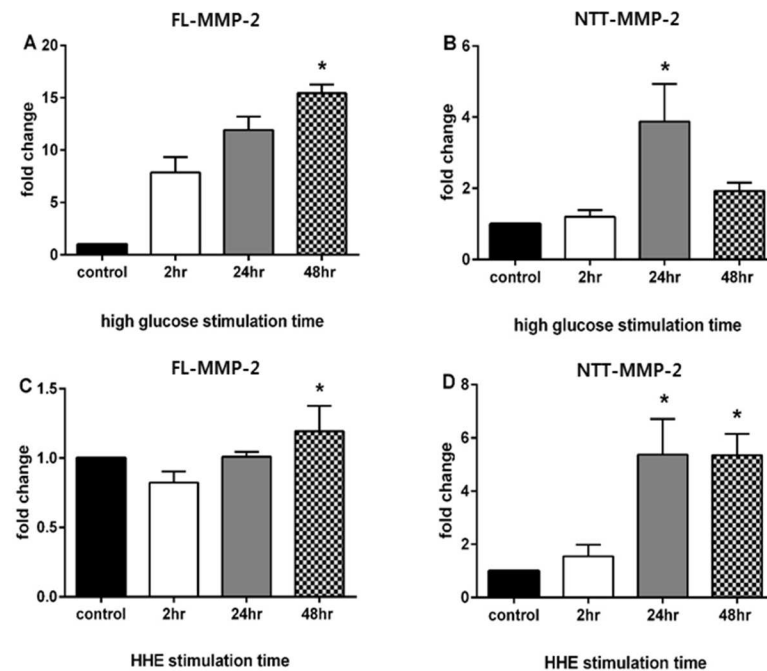 FL-MMP-2
A
fold change
20
15
10
5
0
*
control 2hr 24hr 48hr
high glucose stimulation time
NTT-MMP-2
B
fold change
6
4
2
0
*
control 2hr 24hr 48hr
high glucose stimulation time
FL-MMP-2
C
fold change
1.5
1.0
0.5
0.0
*
control 2hr 24hr 48hr
HHE stimulation time
NTT-MMP-2
D
fold change
8
6
4
2
0
* *
control 2hr 24hr 48hr
HHE stimulation time